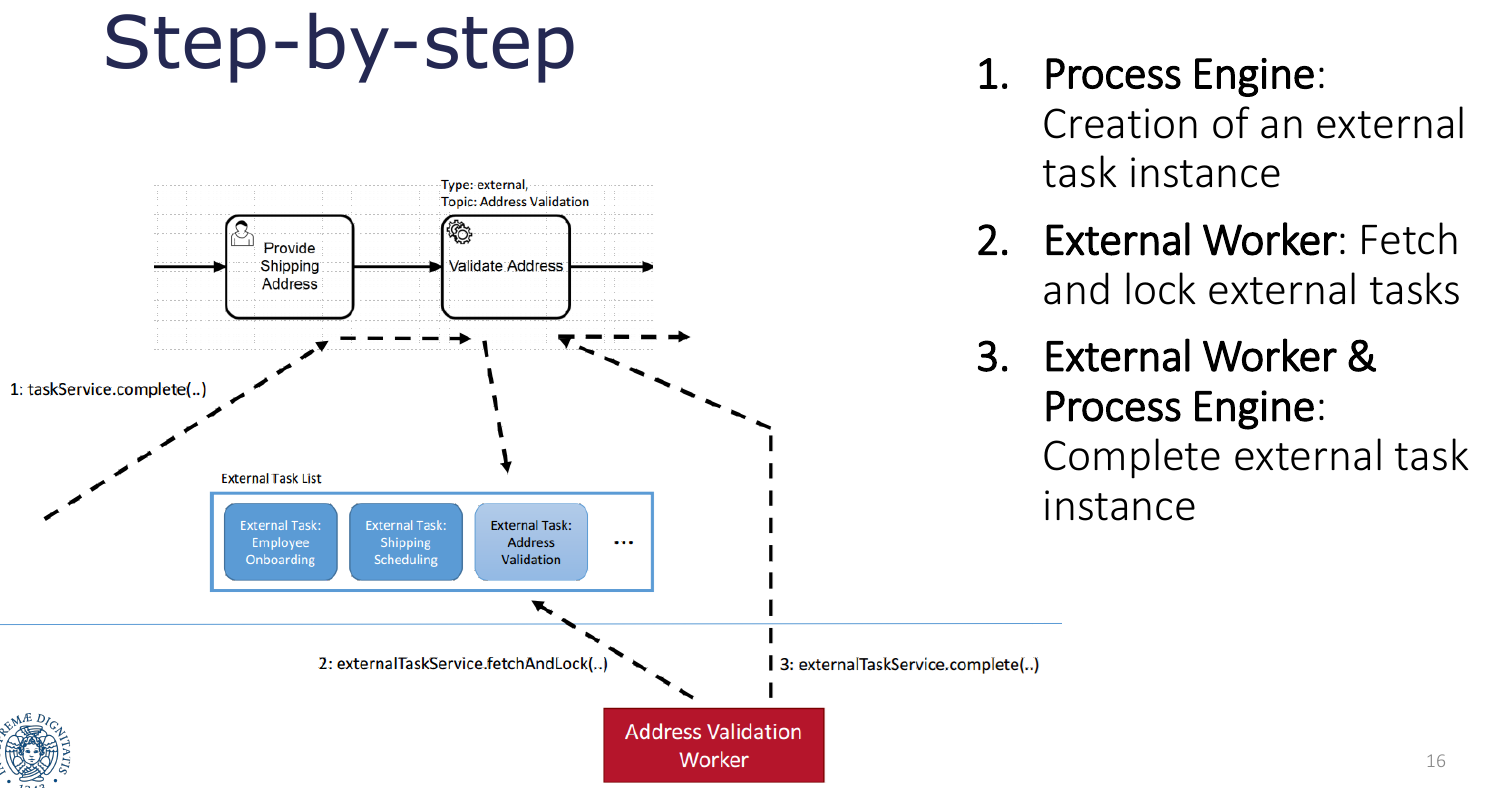 Step-by-step
1. Process Engine:
Creation of an external
task instance
2. External Worker: Fetch
and lock external tasks
3. External Worker &
Process Engine:
Complete external task
instance
Type: external,
Topic: Address Validation
Provide
Shipping
Address
Validate Address
1: taskService.complete(..)
External Task List
External Task:
Employee
Onboarding
External Task:
Shipping
Scheduling
External Task:
Address
Validation
...
2: externalTaskService.fetchAndLock(..)
3: externalTaskService.complete(..)
Address Validation
Worker
16